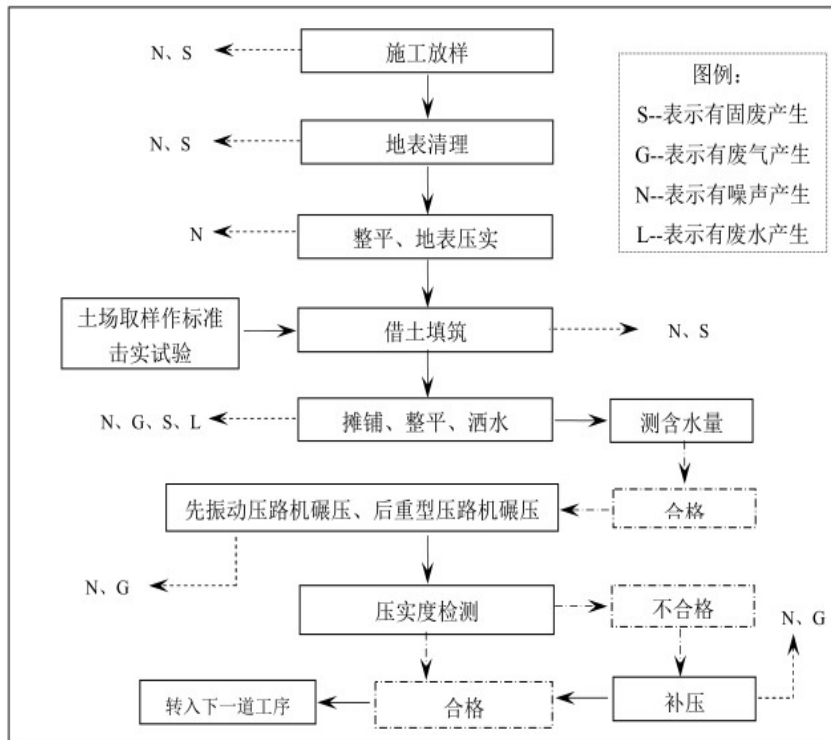 施工放样
N、S
图例：
S--表示有固废产生
G--表示有废气产生
N--表示有噪声产生
L--表示有废水产生
地表清理
N、S
整平、地表压实
N
土场取样作标准
击实试验
借土填筑
N、S
N、G、S、L
摊铺、整平、洒水
测含水量
先振动压路机碾压、后重型压路机碾压
合格
N、G
压实度检测
不合格
N、G
转入下一道工序
合格
补压